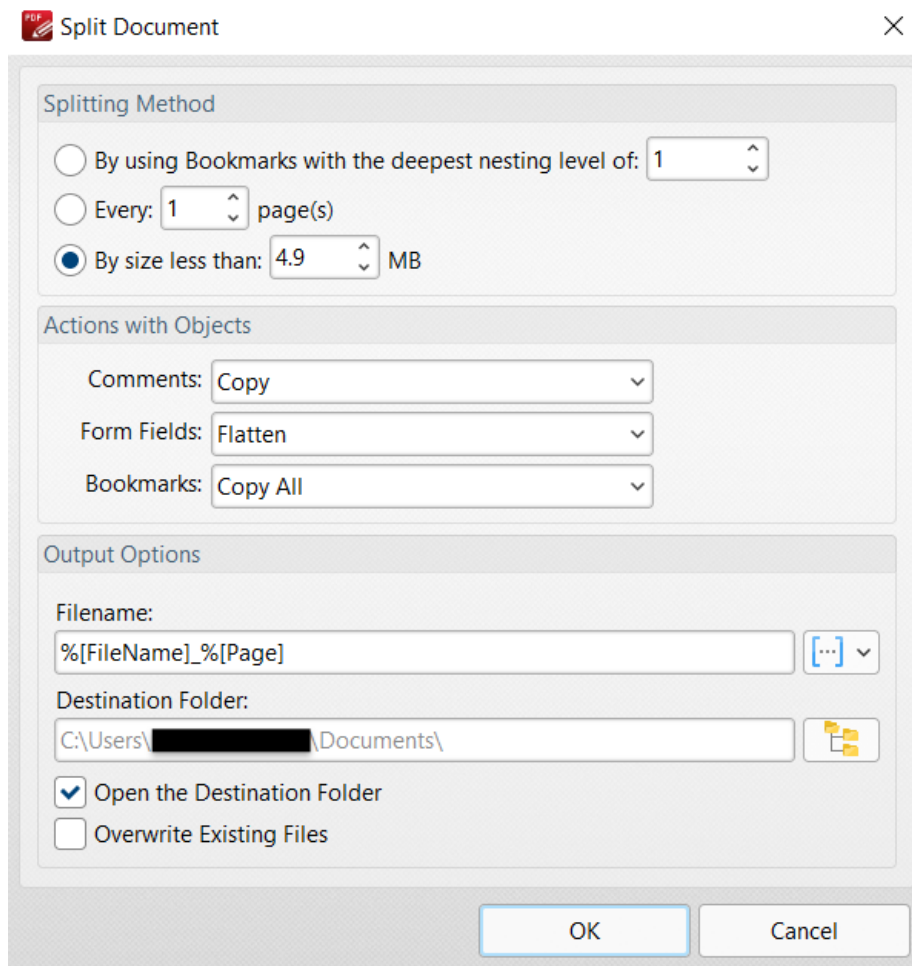 PDF
Split Document
Splitting Method
By using Bookmarks with the deepest nesting level of: 1
Every: 1 page(s)
By size less than: 4.9 MB
Actions with Objects
Comments: Copy
Form Fields: Flatten
Bookmarks: Copy All
Output Options
Filename:
%[FileName]_%[Page]
[...]
Destination Folder:
C:\Users\ \Documents\
Open the Destination Folder
Overwrite Existing Files
OK Cancel